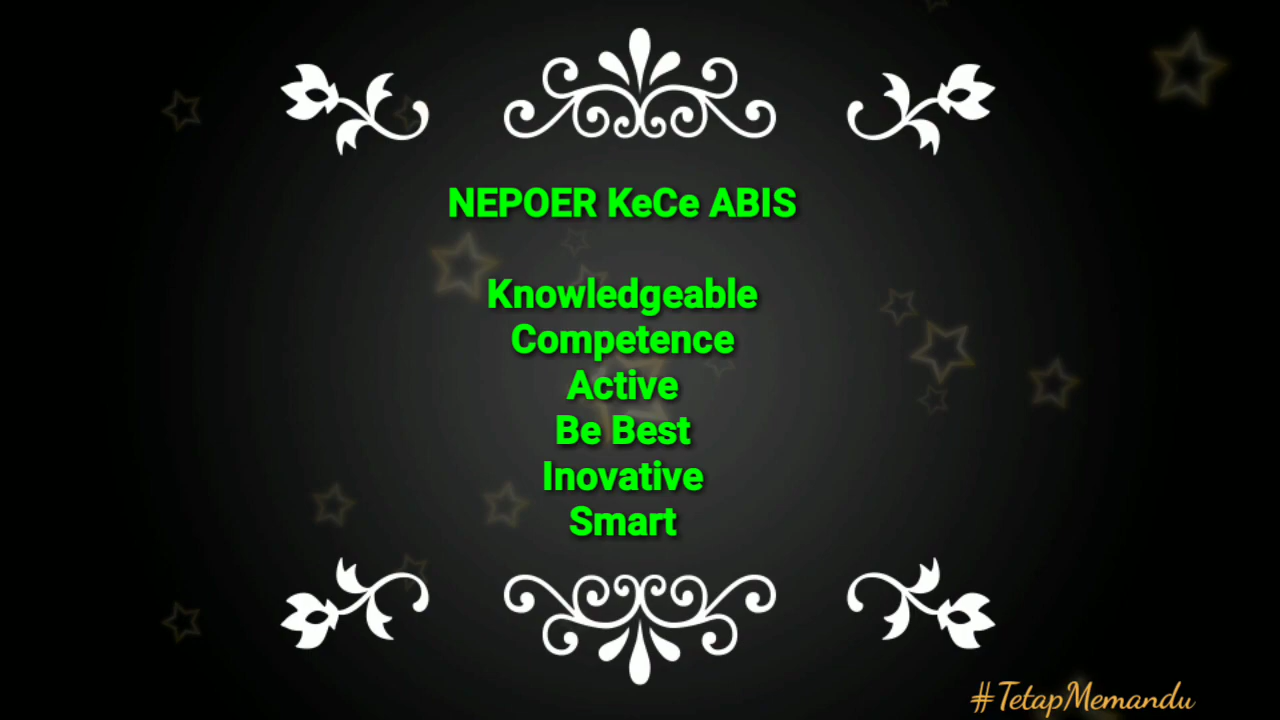 NEPOER KeCe ABIS
Knowledgeable
Competence
Active
Be Best
Inovative
Smart
#TetapMemandu